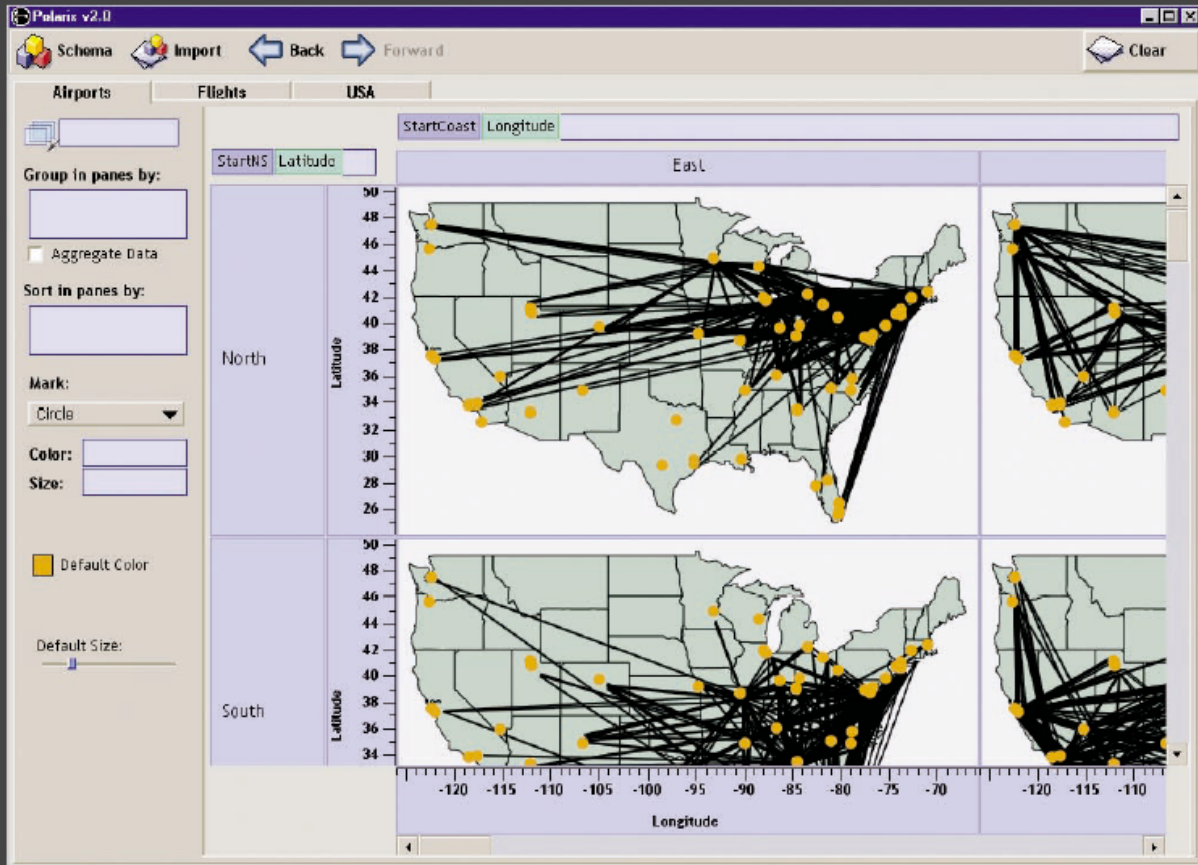 Polaris v2.0
Schema Import Back Forward Clear
Airports Flights USA
StartCoast Longitude
StartNS Latitude
East
Group in panes by:
Aggregate Data
Sort in panes by:
Mark:
Circle
Color:
Size:
Default Color
Default Size:
North
Latitude
50
48
46
44
42
40
38
36
34
32
30
28
26
South
Latitude
50
48
46
44
42
40
38
36
34
-120 -115 -110 -105 -100 -95 -90 -85 -80 -75 -70
-120 -115 -110
Longitude